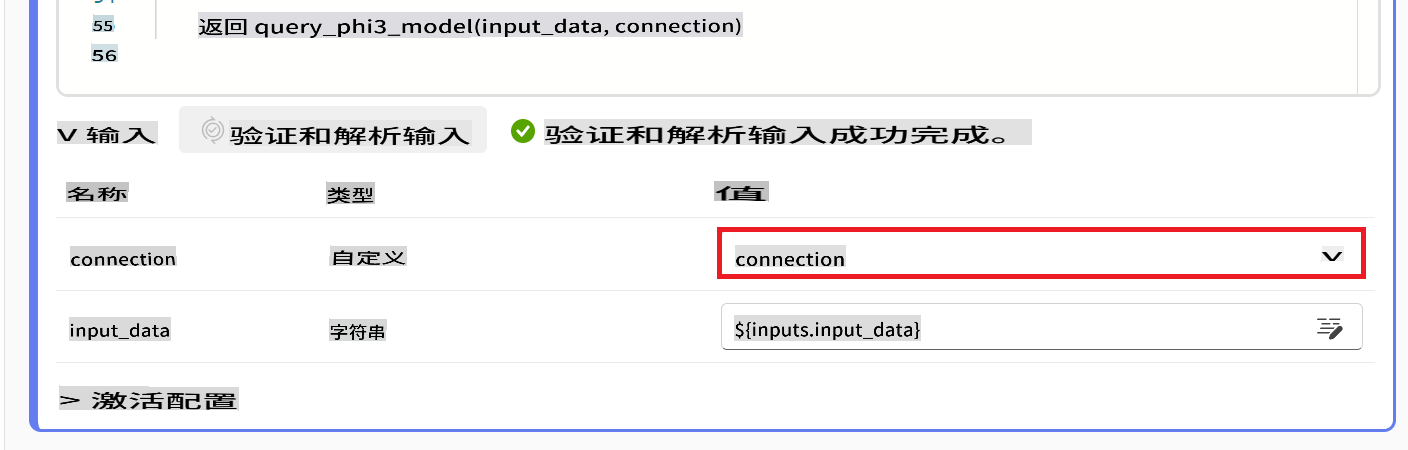 55 返回 query_phi3_model(input_data, connection)
56
输入 验证和解析输入 验证和解析输入成功完成。
名称 类型 值
connection 自定义 connection
input_data 字符串 ${inputs.input_data}
> 激活配置